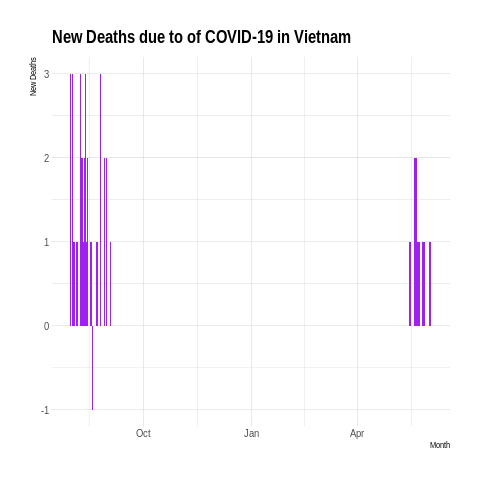 New Deaths due to of COVID-19 in Vietnam
New Deaths
3
2
1
0
-1
Oct Jan Apr
Month